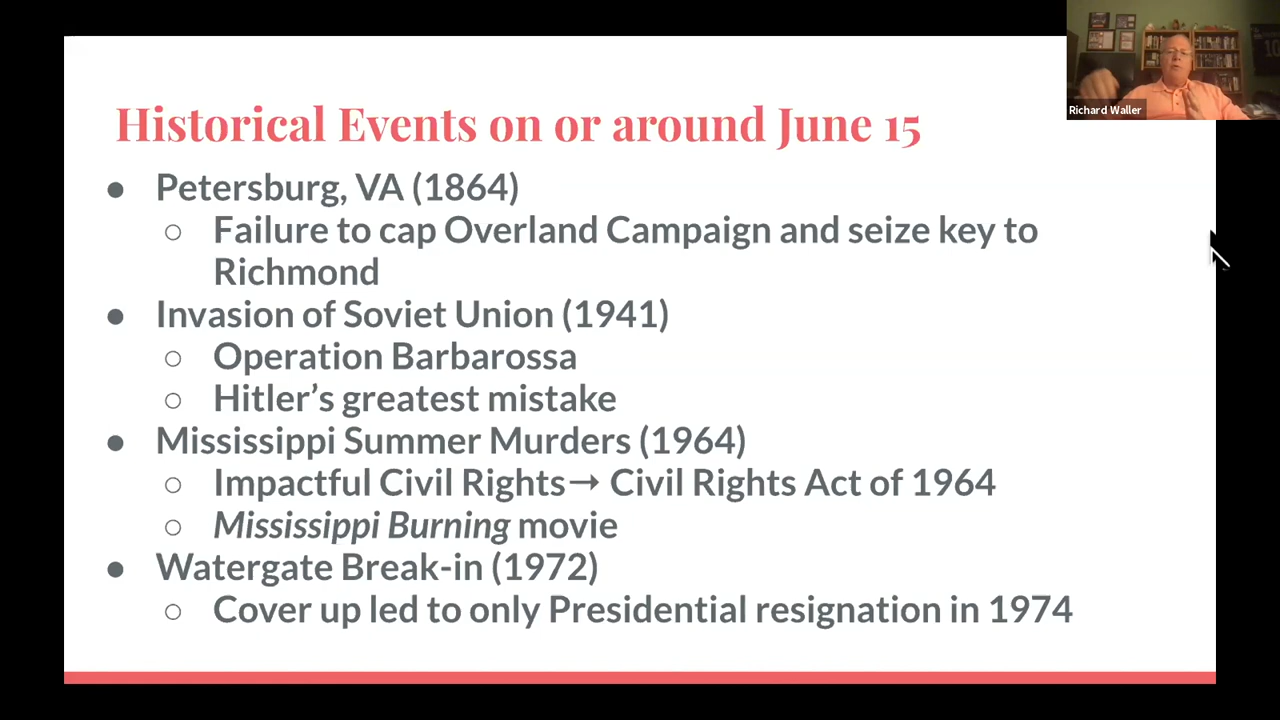 Richard Waller
Historical Events on or around June 15
● Petersburg, VA (1864)
○ Failure to cap Overland Campaign and seize key to
Richmond
● Invasion of Soviet Union (1941)
○ Operation Barbarossa
○ Hitler’s greatest mistake
● Mississippi Summer Murders (1964)
○ Impactful Civil Rights→ Civil Rights Act of 1964
○ Mississippi Burning movie
● Watergate Break-in (1972)
○ Cover up led to only Presidential resignation in 1974